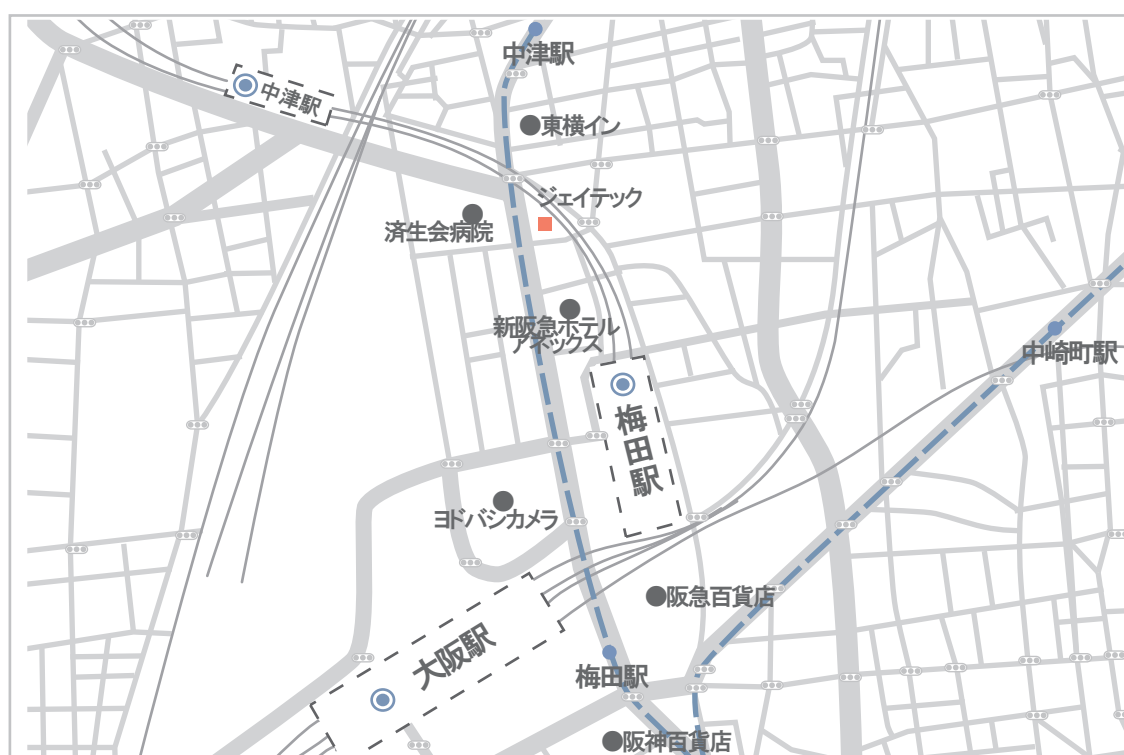 中津駅
中津駅
東横イン
ジェイテック
済生会病院
新阪急ホテル
アネックス
中崎町駅
梅田駅
ヨドバシカメラ
阪急百貨店
大阪駅
梅田駅
阪神百貨店